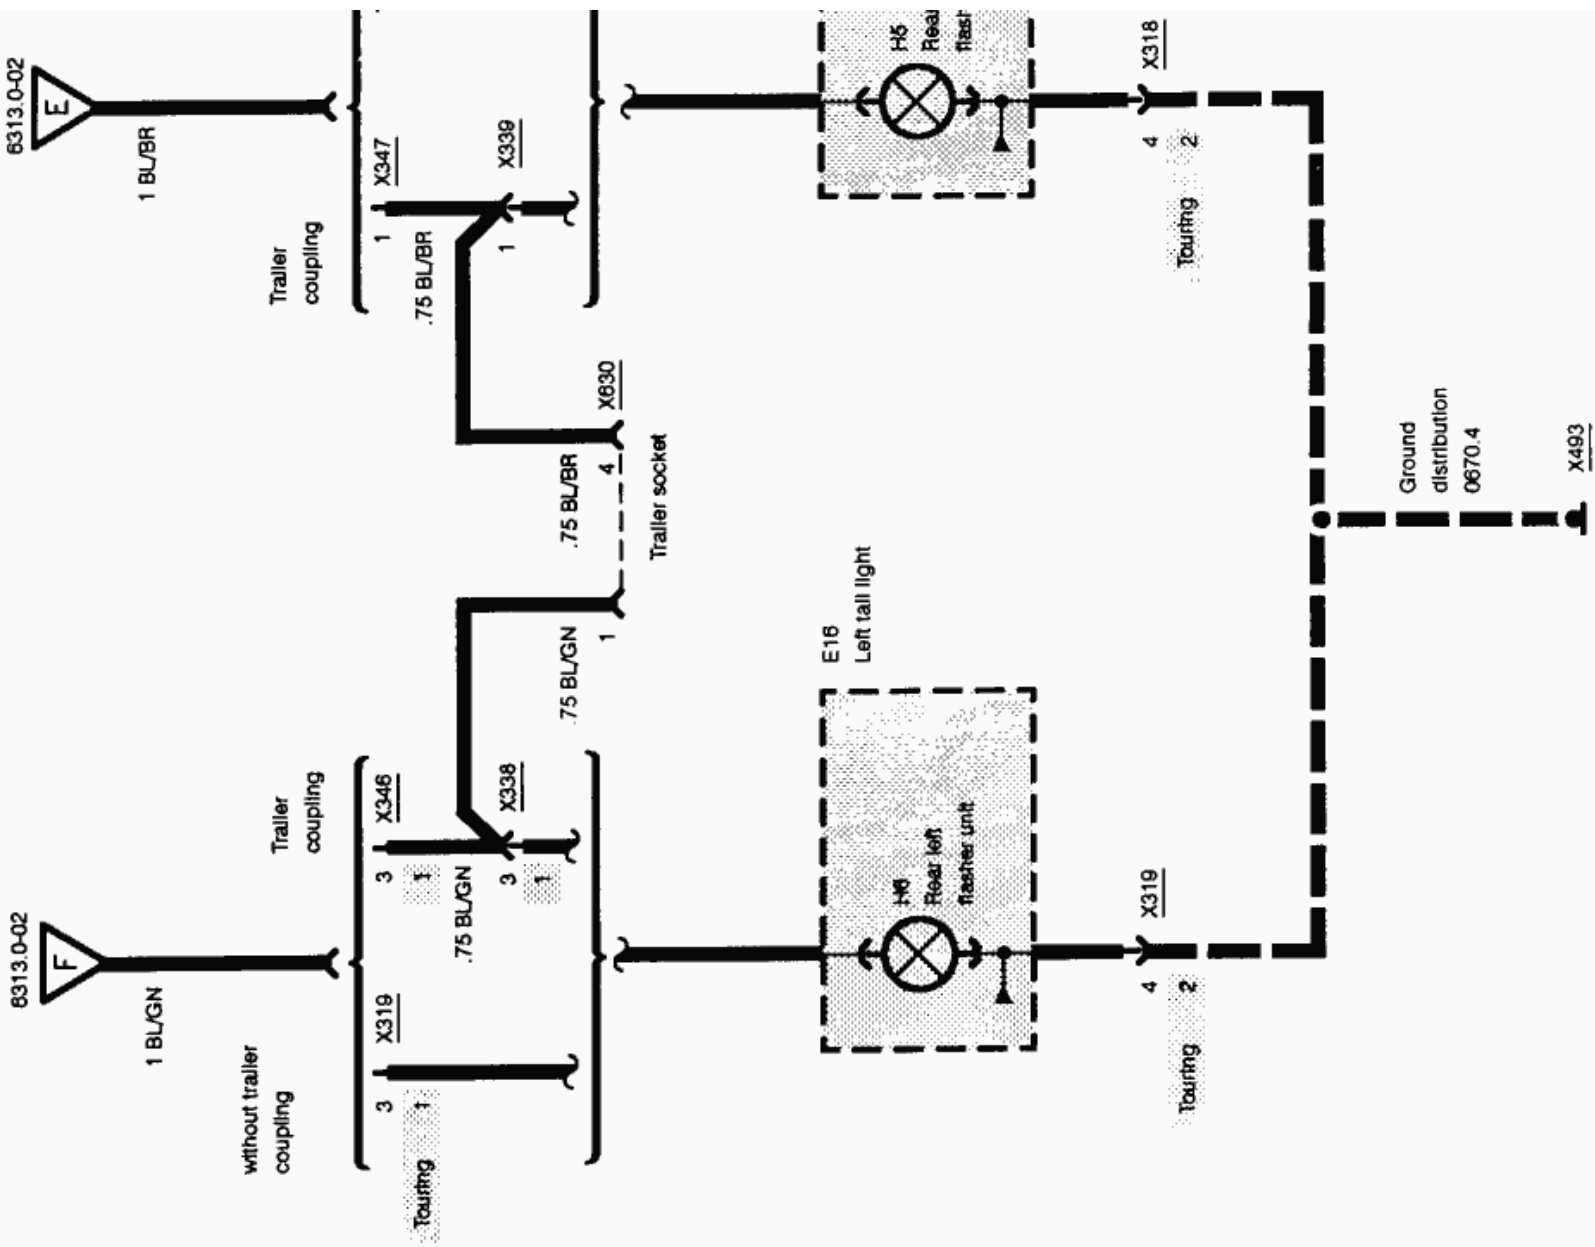 6313.0-02
F
1 BL/GN
6313.0-02
E
1 BL/BR
without trailer
coupling
Trailer
coupling
Trailer
coupling
3 X319
Touring 1
3 X346
1
.75 BL/GN
3 X338
1
1 X347
.75 BL/BR
1 X339
.75 BL/GN
1
.75 BL/BR
4 X630
Trailer socket
E16
Left tail light
H6
Rear left
flasher unit
H5
4 X319
Touring 2
4 X318
Touring 2
Ground
distribution
0670.4
X493